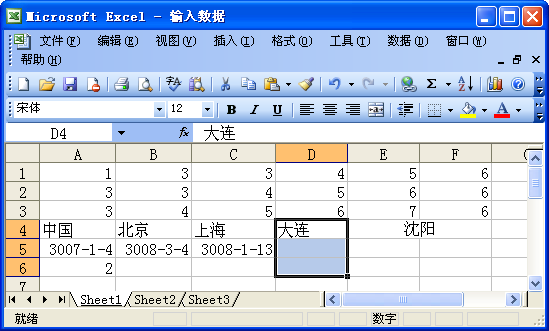 Microsoft Excel - 输入数据
文件(F) 编辑(E) 视图(V) 插入(I) 格式(O) 工具(T) 数据(D) 窗口(W)
帮助(H)
宋体 12 B I U
D4 fx 大连
A B C D E F
1 1 3 3 4 5 6
2 3 3 4 5 6 6
3 3 4 5 6 7 6
4 中国 北京 上海 大连 沈阳
5 3007-1-4 3008-3-4 3008-1-13
6 2
Sheet1 Sheet2 Sheet3
就绪 数字